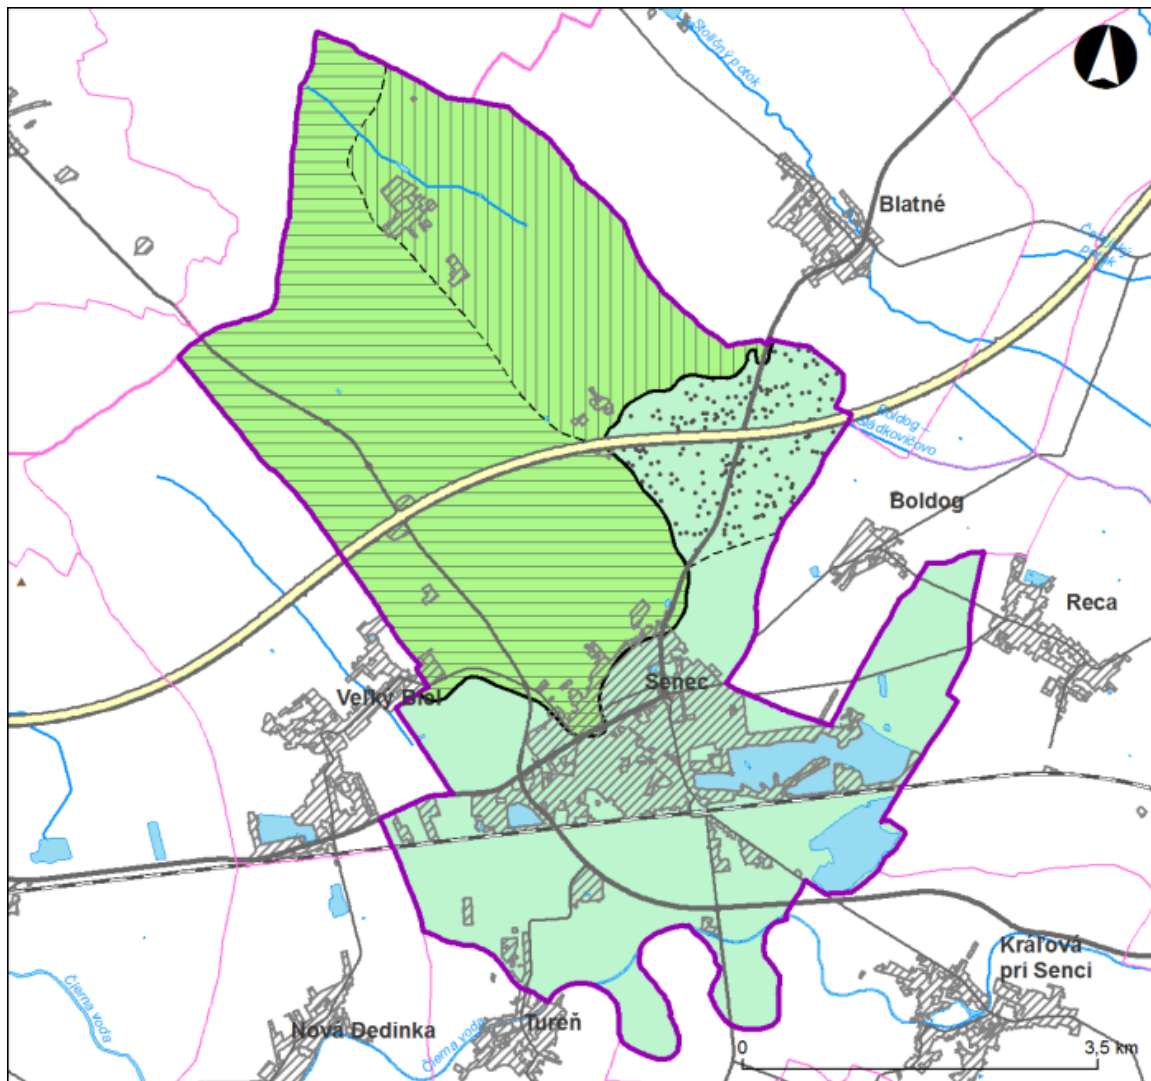 Stoličný potok
Blatné
Čataj
potok
Boldog –
Sládkovičovo
Boldog
Reca
Veľký Biel
Senec
Kráľová
pri Senci
Čierna voda
Nová Dedinka
Čierna voda
Tureň
0
3,5 km